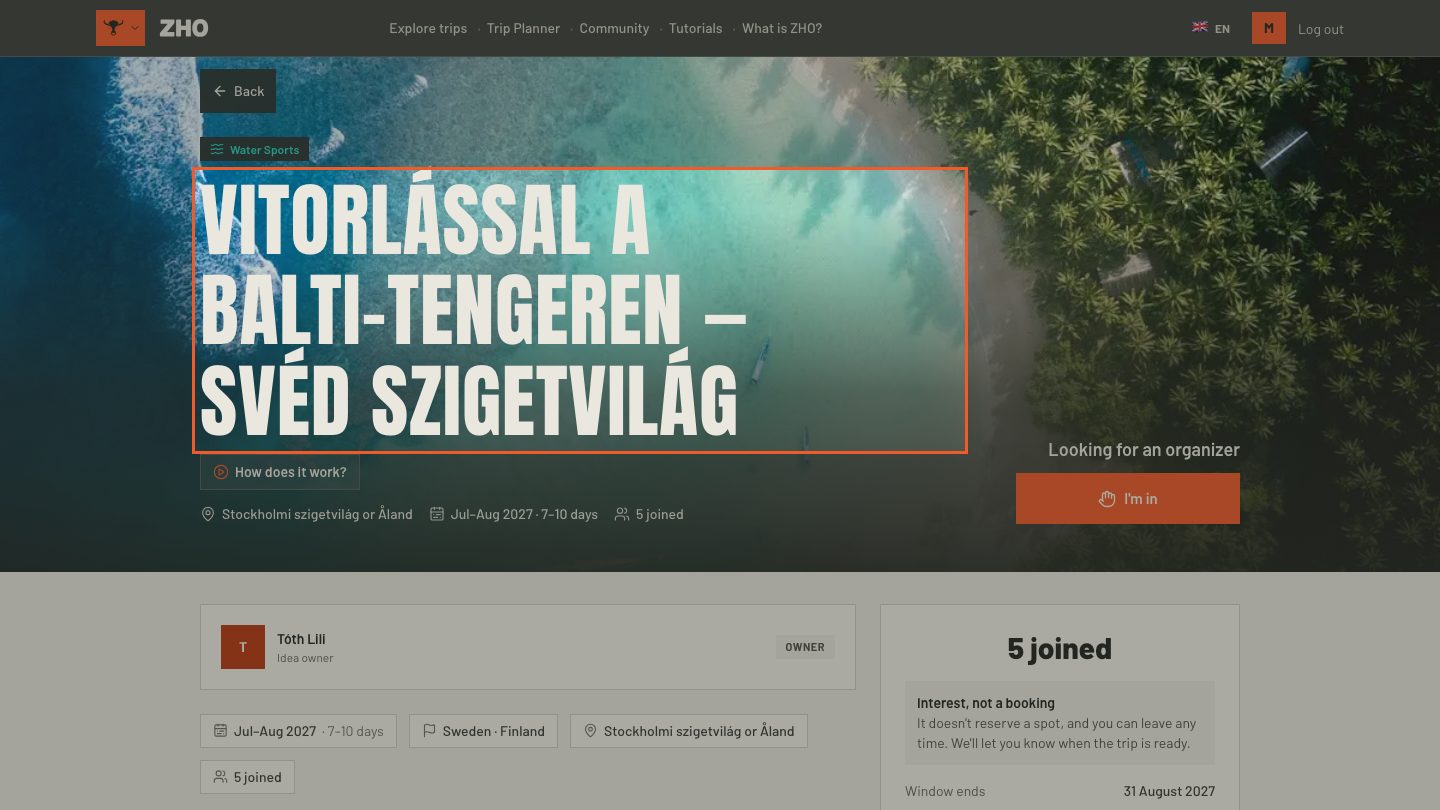 ZHO
Explore trips · Trip Planner · Community · Tutorials · What is ZHO?
EN
M
Log out
Back
Water Sports
VITORLÁSSAL A
BALTI-TENGEREN –
SVÉD SZIGETVILÁG
How does it work?
Stockholmi szigetvilág or Åland
Jul–Aug 2027 · 7–10 days
5 joined
Looking for an organizer
I'm in
T
Tóth Lili
Idea owner
OWNER
Jul–Aug 2027 · 7–10 days
Sweden · Finland
Stockholmi szigetvilág or Åland
5 joined
5 joined
Interest, not a booking
It doesn't reserve a spot, and you can leave any
time. We'll let you know when the trip is ready.
Window ends
31 August 2027